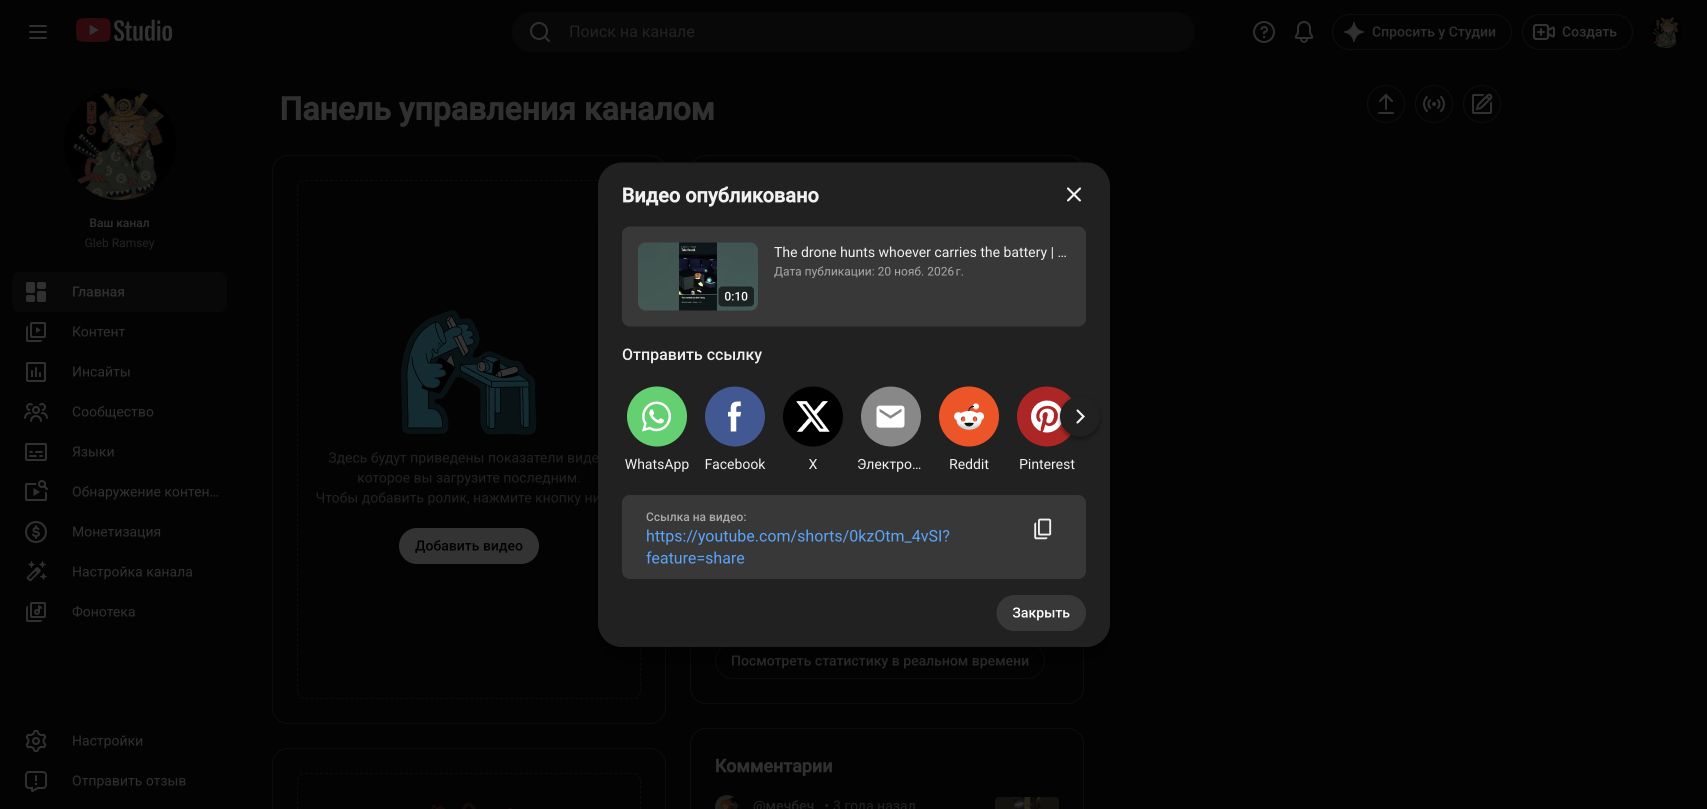 Studio
Поиск на канале
Спросить у Студии
Создать
Панель управления каналом
Ваш канал
Gleb Ramsey
Главная
Контент
Инсайты
Сообщество
Языки
Обнаружение контен…
Монетизация
Настройка канала
Фонотека
Настройки
Отправить отзыв
Здесь будут приведены показатели виде
которое вы загрузите последним.
Чтобы добавить ролик, нажмите кнопку ни
Добавить видео
Видео опубликовано
0:10
The drone hunts whoever carries the battery | …
Дата публикации: 20 нояб. 2026 г.
Отправить ссылку
WhatsApp
Facebook
X
Электро…
Reddit
Pinterest
Ссылка на видео:
https://youtube.com/shorts/0kzOtm_4vSI?
feature=share
Закрыть
Посмотреть статистику в реальном времени
Комментарии
@мечбеч • 3 года назад